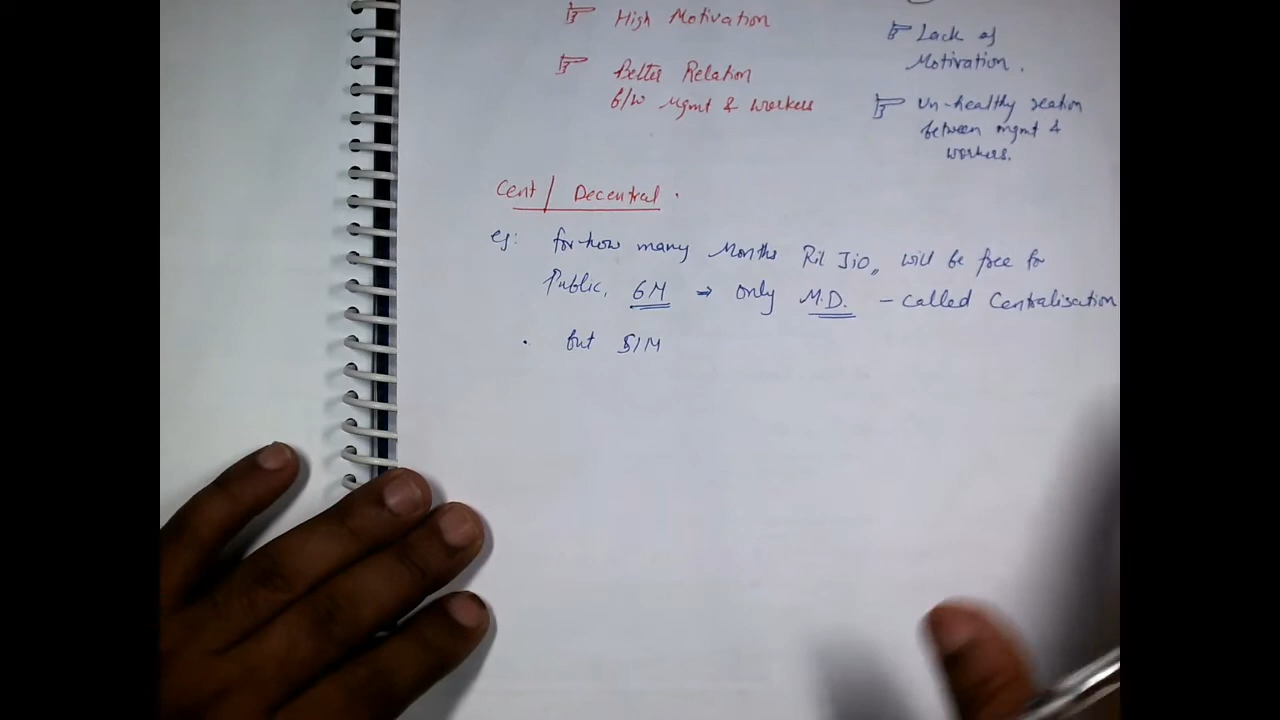 High Motivation
Better Relation
b/w Mgmt & workers
Lack of
Motivation.
Un-healthy reation
between mgmt &
workers.
Cent / Decentral.
eg: for how many Months Ril Jio,, will be free for
Public, 6M → only M.D. - called Centralisation
. but SIM